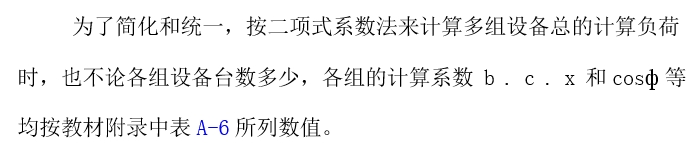 为了简化和统一，按二项式系数法来计算多组设备总的计算负荷
时，也不论各组设备台数多少，各组的计算系数 b . c . x 和 cosф 等
均按教材附录中表 A-6 所列数值。